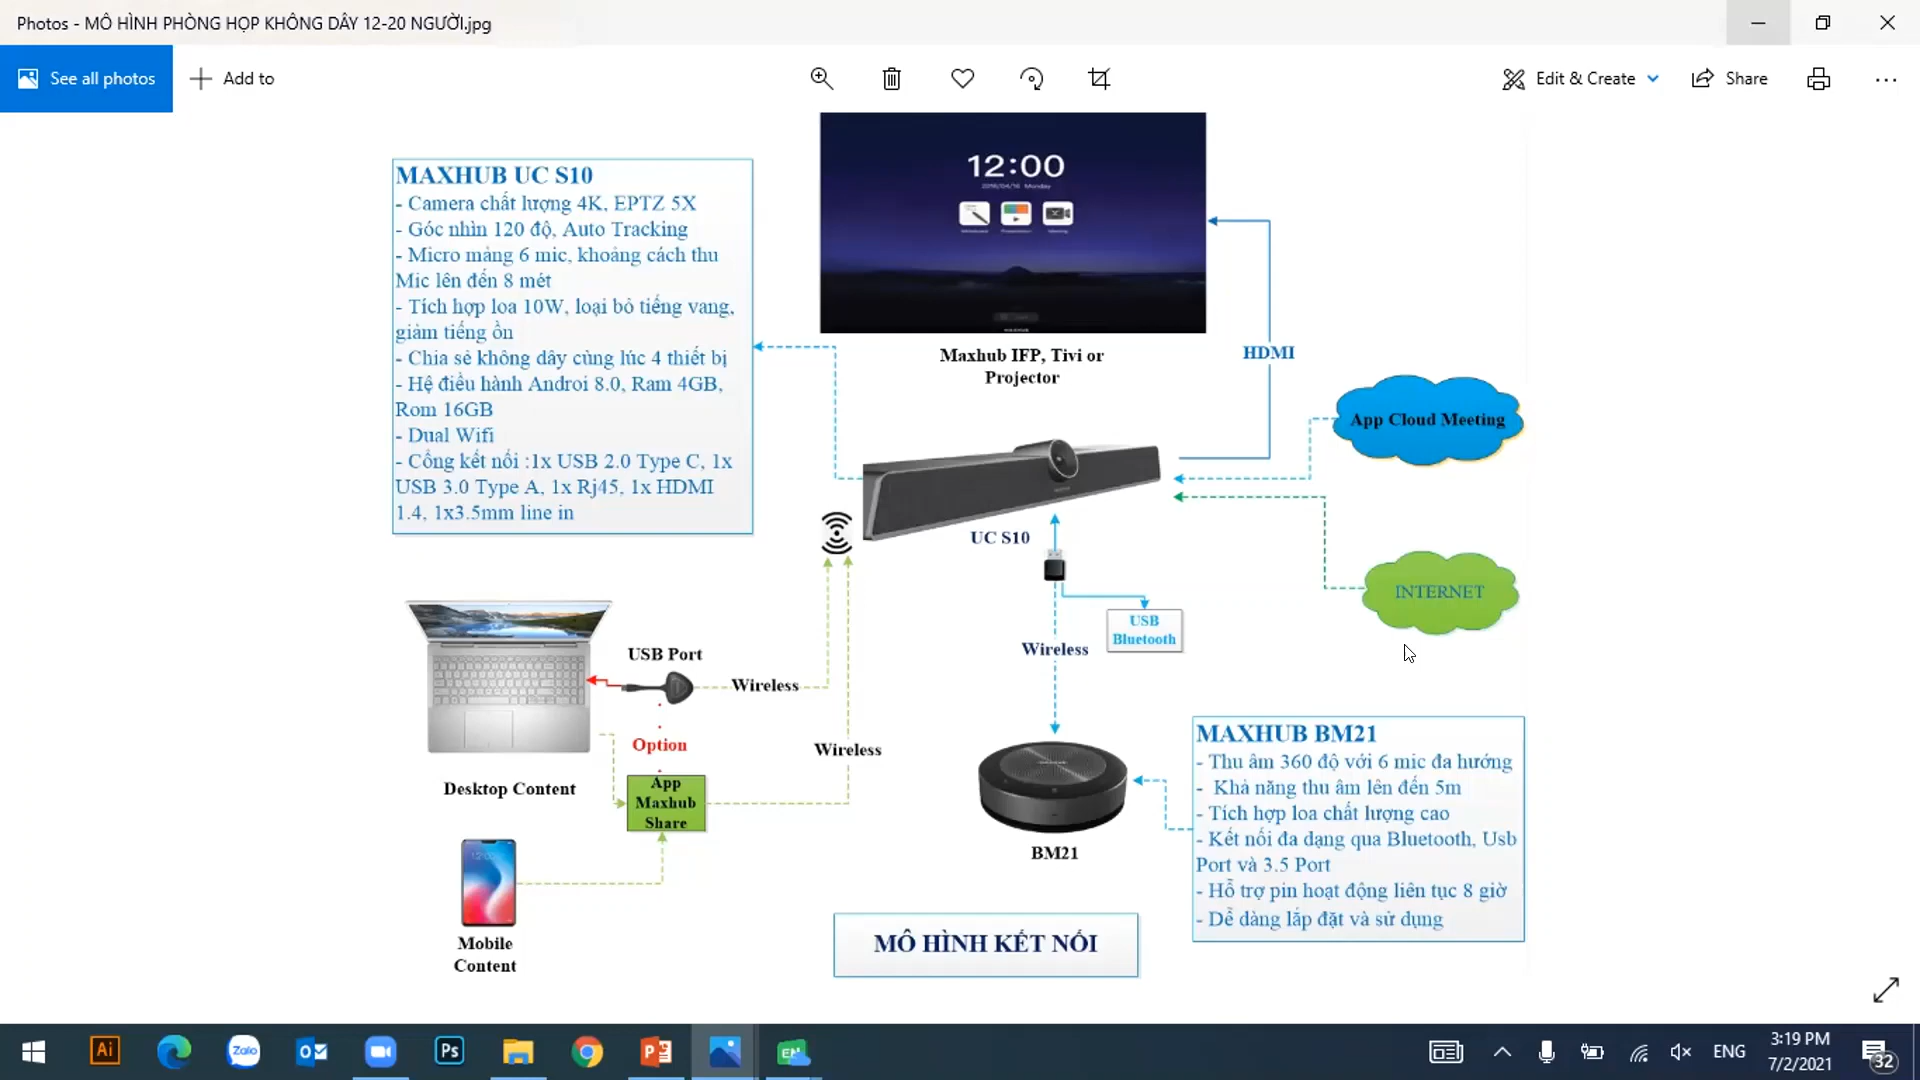 Photos - MÔ HÌNH PHÒNG HỌP KHÔNG DÂY 12-20 NGƯỜI.jpg
See all photos
Add to
Edit & Create
Share
MAXHUB UC S10
- Camera chất lượng 4K, EPTZ 5X
- Góc nhìn 120 độ, Auto Tracking
- Micro mảng 6 mic, khoảng cách thu
Mic lên đến 8 mét
- Tích hợp loa 10W, loại bỏ tiếng vang,
giảm tiếng ồn
- Chia sẻ không dây cùng lúc 4 thiết bị
- Hệ điều hành Androi 8.0, Ram 4GB,
Rom 16GB
- Dual Wifi
- Cổng kết nối :1x USB 2.0 Type C, 1x
USB 3.0 Type A, 1x Rj45, 1x HDMI
1.4, 1x3.5mm line in
12:00
Maxhub IFP, Tivi or
Projector
HDMI
App Cloud Meeting
UC S10
INTERNET
USB
Bluetooth
Wireless
USB Port
Wireless
Option
Wireless
Desktop Content
App
Maxhub
Share
BM21
MAXHUB BM21
- Thu âm 360 độ với 6 mic đa hướng
- Khả năng thu âm lên đến 5m
- Tích hợp loa chất lượng cao
- Kết nối đa dạng qua Bluetooth, Usb
Port và 3.5 Port
- Hỗ trợ pin hoạt động liên tục 8 giờ
- Dễ dàng lắp đặt và sử dụng
Mobile
Content
MÔ HÌNH KẾT NỐI
Ai
Zalo
Ps
ENG
3:19 PM
7/2/2021
32